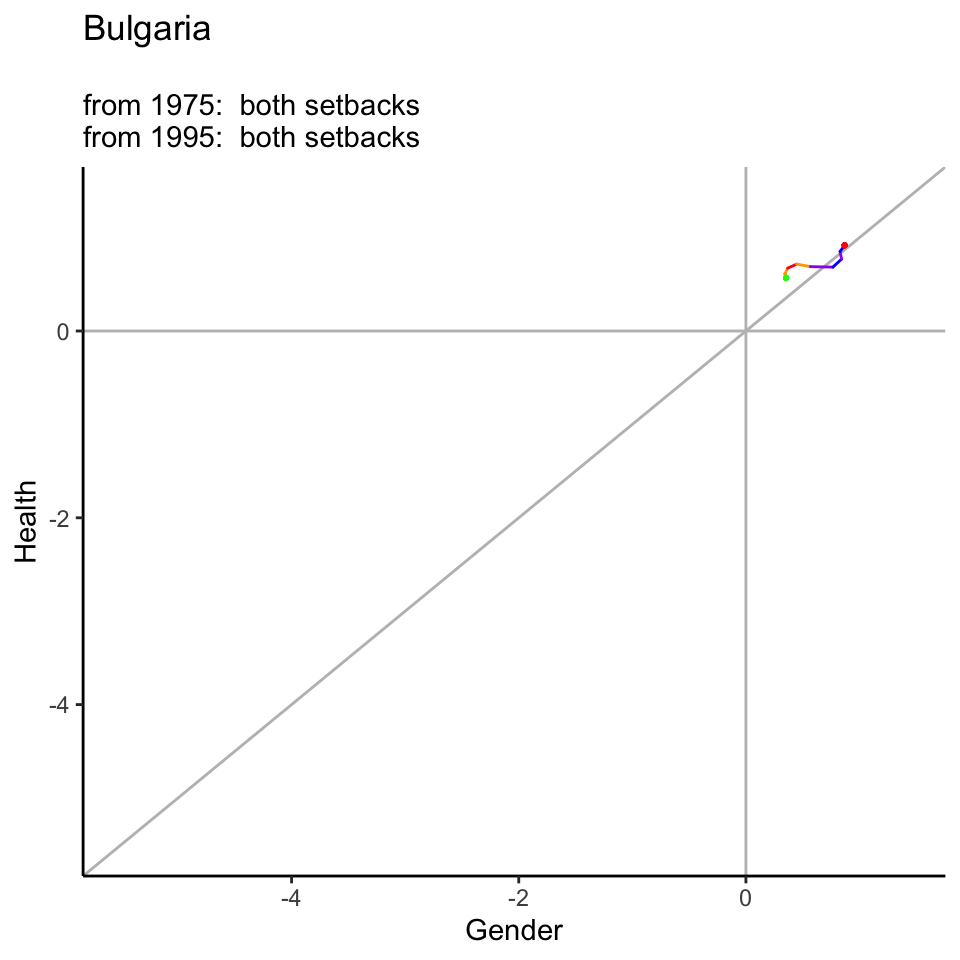 Bulgaria
from 1975:  both setbacks
from 1995:  both setbacks
0
-2
-4
Health
-4
-2
0
Gender